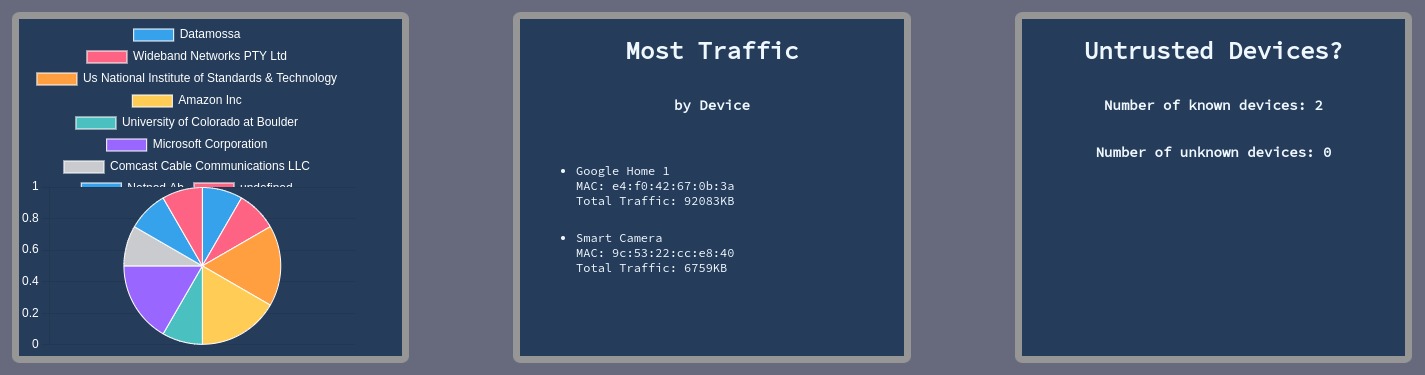 Datamossa
Wideband Networks PTY Ltd
Us National Institute of Standards & Technology
Amazon Inc
University of Colorado at Boulder
Microsoft Corporation
Comcast Cable Communications LLC
Netnod Ab undefined
1
0.8
0.6
0.4
0.2
0
Most Traffic
by Device
• Google Home 1
MAC: e4:f0:42:67:0b:3a
Total Traffic: 92083KB
• Smart Camera
MAC: 9c:53:22:cc:e8:40
Total Traffic: 6759KB
Untrusted Devices?
Number of known devices: 2
Number of unknown devices: 0